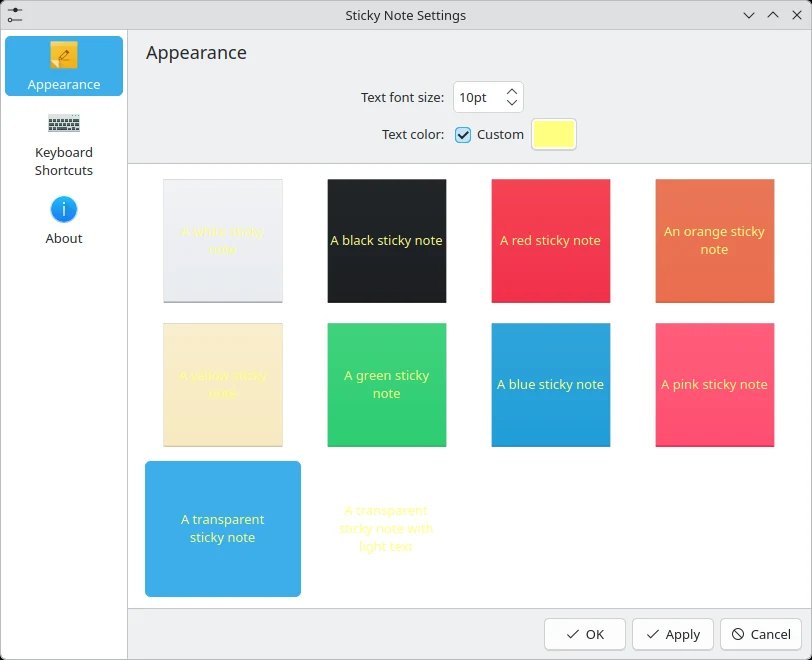 Sticky Note Settings
Appearance
Appearance
Text font size:
10pt
Text color:
Custom
Keyboard
Shortcuts
About
A white sticky
note
A black sticky note
A red sticky note
An orange sticky
note
A yellow sticky
note
A green sticky
note
A blue sticky note
A pink sticky note
A transparent
sticky note
A transparent
sticky note with
light text
OK
Apply
Cancel